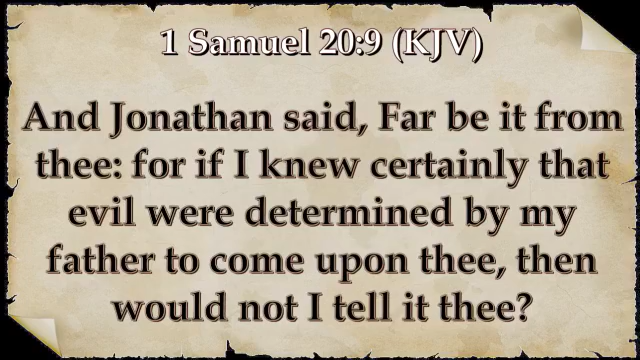 1 Samuel 20:9 (KJV)
And Jonathan said, Far be it from
thee: for if I knew certainly that
evil were determined by my
father to come upon thee, then
would not I tell it thee?